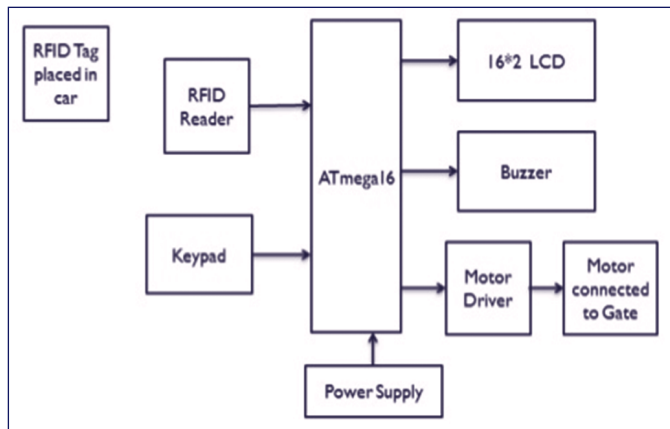 RFID Tag
placed in
car
RFID
Reader
Keypad
ATmega16
16*2 LCD
Buzzer
Motor
Driver
Motor
connected
to Gate
Power Supply